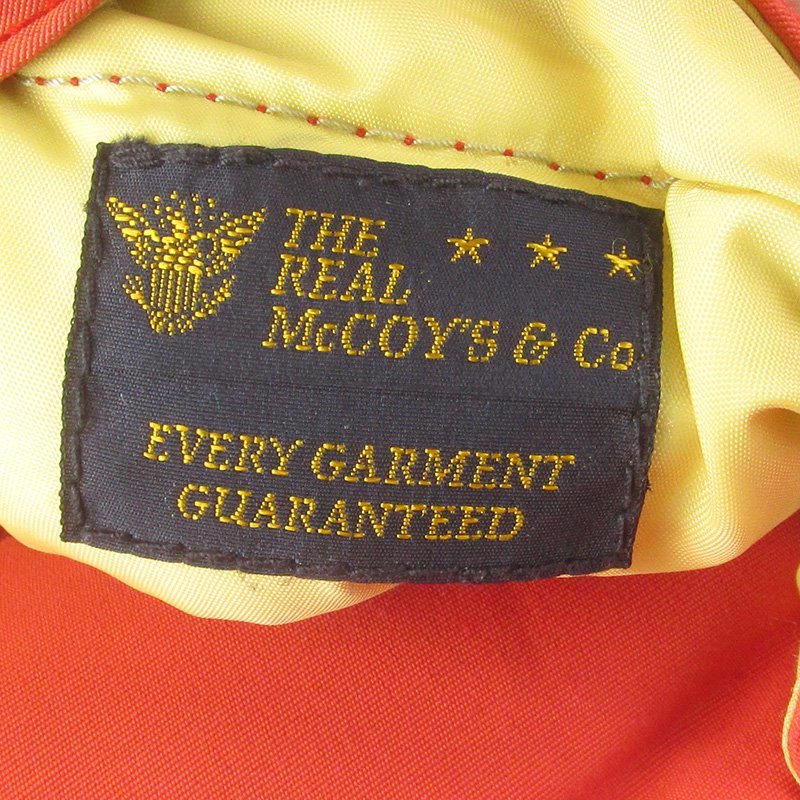 THE
REAL
McCOY'S & Co
EVERY GARMENT
GUARANTEED